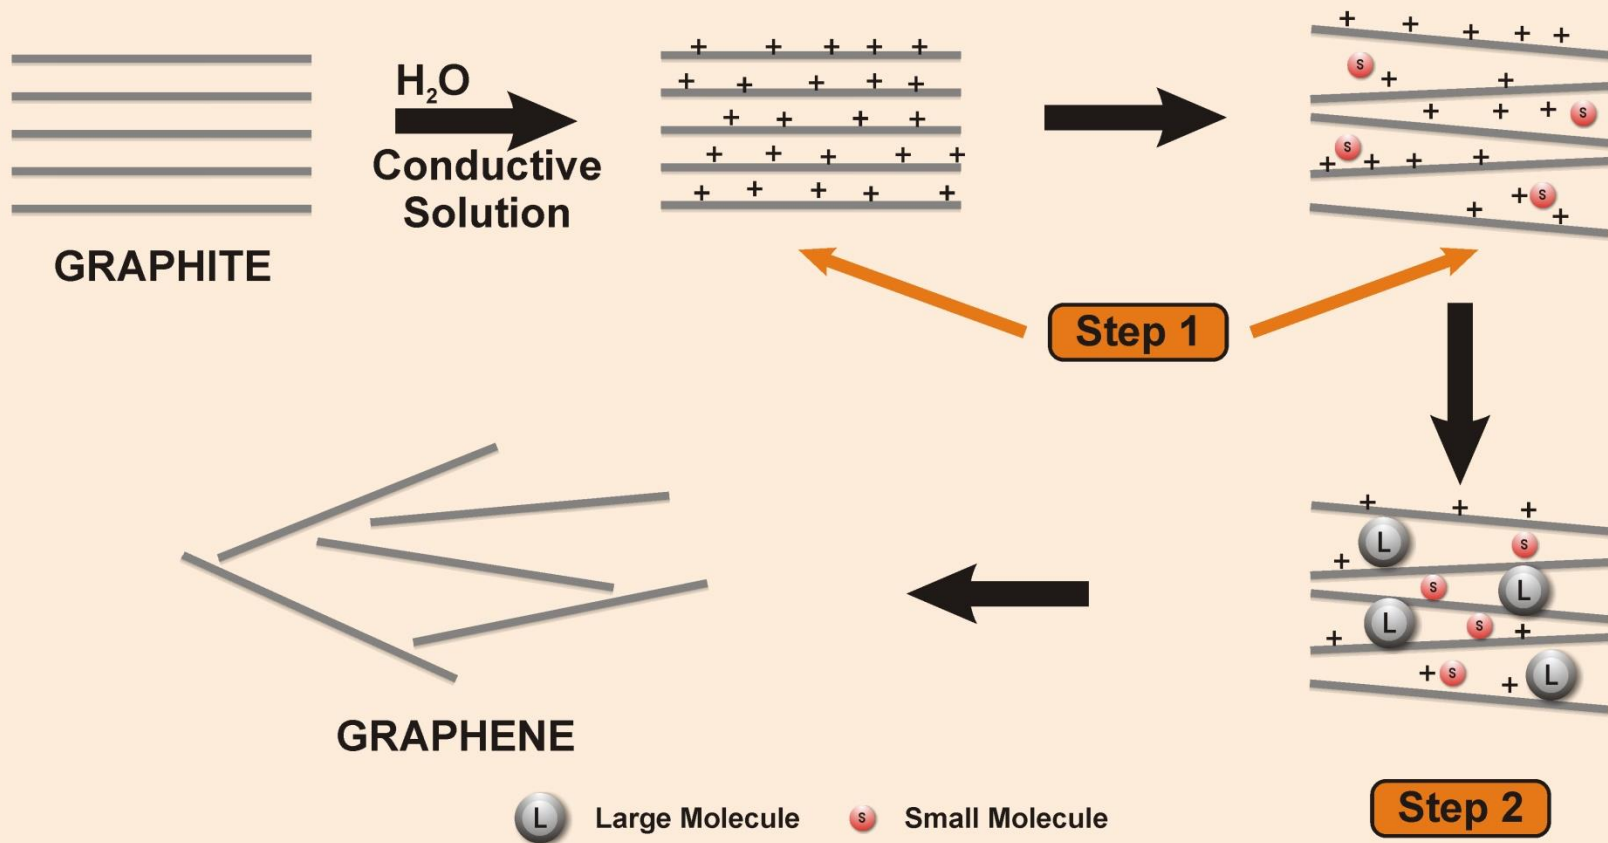 H₂O
Conductive
Solution
GRAPHITE
+ + + + +
+ + + + +
+ + + + +
+ + + + +
+ + + + +
+ + + + +
S
+ +
+ + + S
S
+ + + +
+ S
+ +
Step 1
+ + +
L S
+
S L
L S +
+
+ S + L
GRAPHENE
L Large Molecule S Small Molecule
Step 2